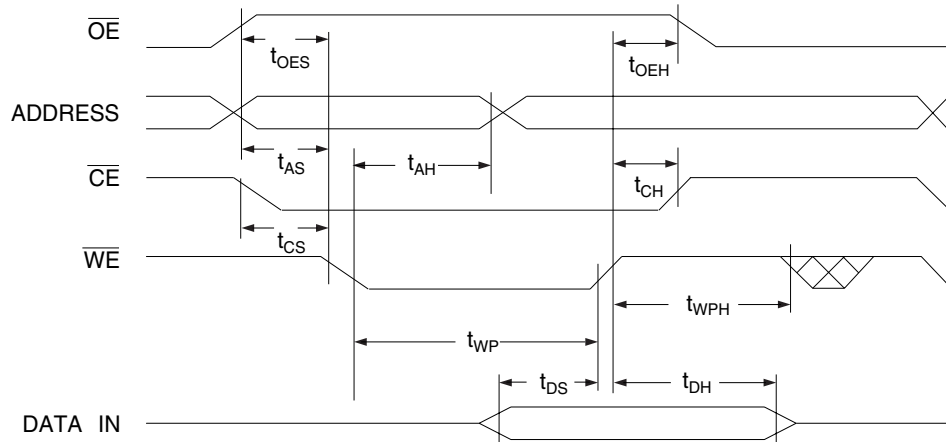 OE
tOES
tOEH
ADDRESS
tAS
tAH
CE
tCH
tCS
WE
tWPH
tWP
tDS
tDH
DATA IN